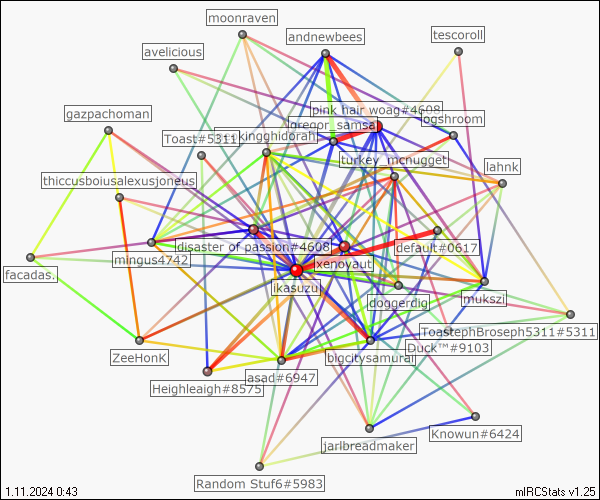 moonraven
andnewbees
tescoroll
avelicious
gazpachoman
pink hair woag#4608
gregor_samsa
logshroom
Toast#5311
kingghidorah
turkey_mcnugget
lahnk
thiccusboiusalexusjoneus
disaster of passion#4608
default#0617
mingus4742
xenoyaut
facadas.
ikasuzu
doggerdig
mukszi
ToastephBroseph5311#5311
ZeeHonK
bigcitysamurai
Duck™#9103
Heighleaigh#8575
asad#6947
jarlbreadmaker
Knowun#6424
Random Stuf6#5983
1.11.2024 0:43
mIRCStats v1.25